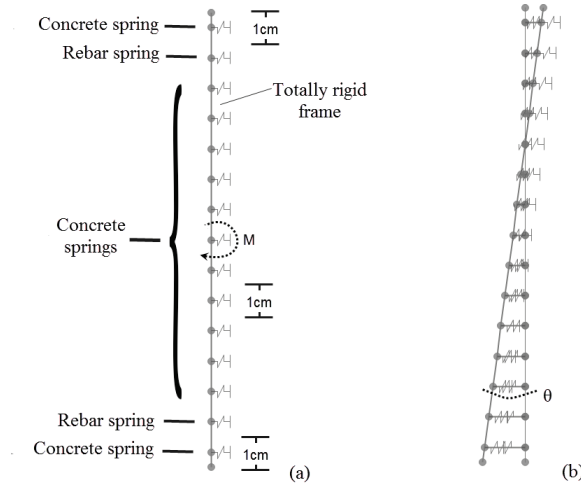 Concrete spring
1cm
Rebar spring
Totally rigid
frame
Concrete
springs
M
1cm
θ
Rebar spring
Concrete spring
1cm
(a)
(b)